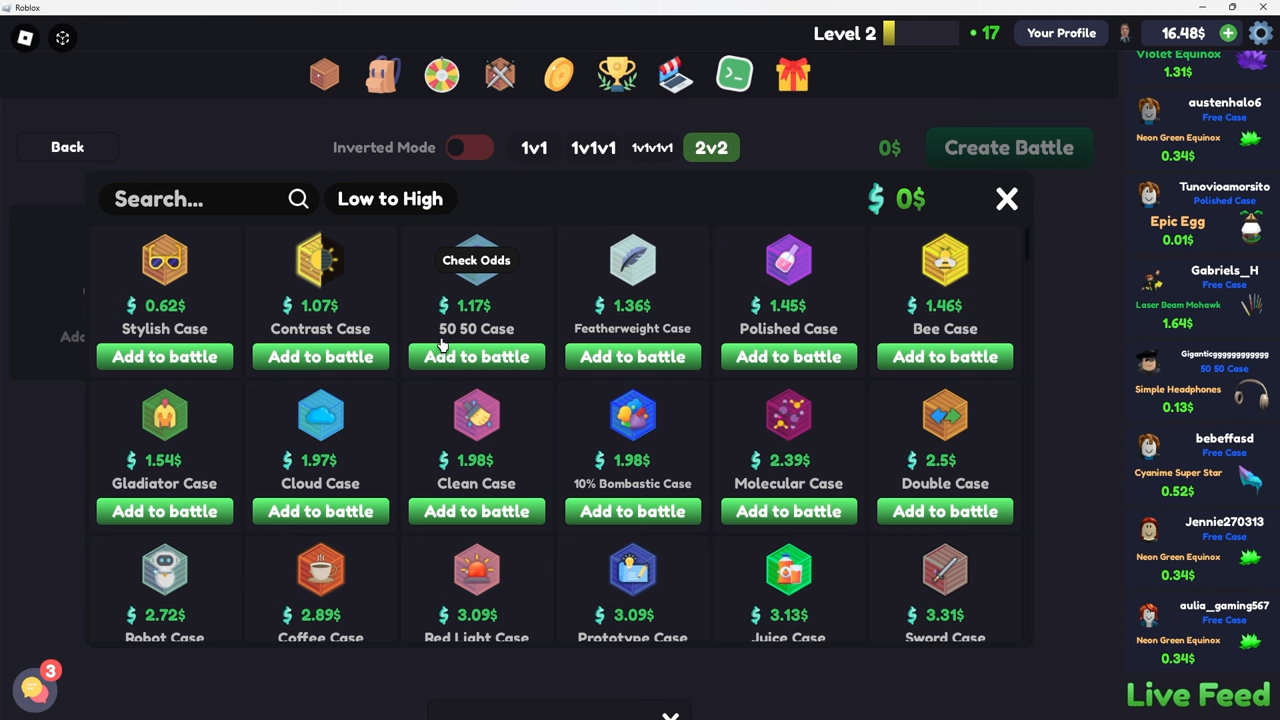 Roblox
Level 2
17
Your Profile
16.48$
Back
Inverted Mode
1v1
1v1v1
1v1v1v1
2v2
0$
Create Battle
Search...
Low to High
0$
Check Odds
0.62$
1.07$
1.17$
1.36$
1.45$
1.46$
Stylish Case
Contrast Case
50 50 Case
Featherweight Case
Polished Case
Bee Case
Add to battle
Add to battle
Add to battle
Add to battle
Add to battle
Add to battle
1.54$
1.97$
1.98$
1.98$
2.39$
2.5$
Gladiator Case
Cloud Case
Clean Case
10% Bombastic Case
Molecular Case
Double Case
Add to battle
Add to battle
Add to battle
Add to battle
Add to battle
Add to battle
2.72$
2.89$
3.09$
3.09$
3.13$
3.31$
Robot Case
Coffee Case
Red Light Case
Prototype Case
Juice Case
Sword Case
Add
3
Violet Equinox
1.31$
austenhalo6
Free Case
Neon Green Equinox
0.34$
Tunovioamorsito
Polished Case
Epic Egg
0.01$
Gabriels_H
Free Case
Laser Beam Mohawk
1.64$
Giganticgggggggggggg
50 50 Case
Simple Headphones
0.13$
bebeffasd
Free Case
Cyanime Super Star
0.52$
Jennie270313
Free Case
Neon Green Equinox
0.34$
aulia_gaming567
Free Case
Neon Green Equinox
0.34$
Live Feed